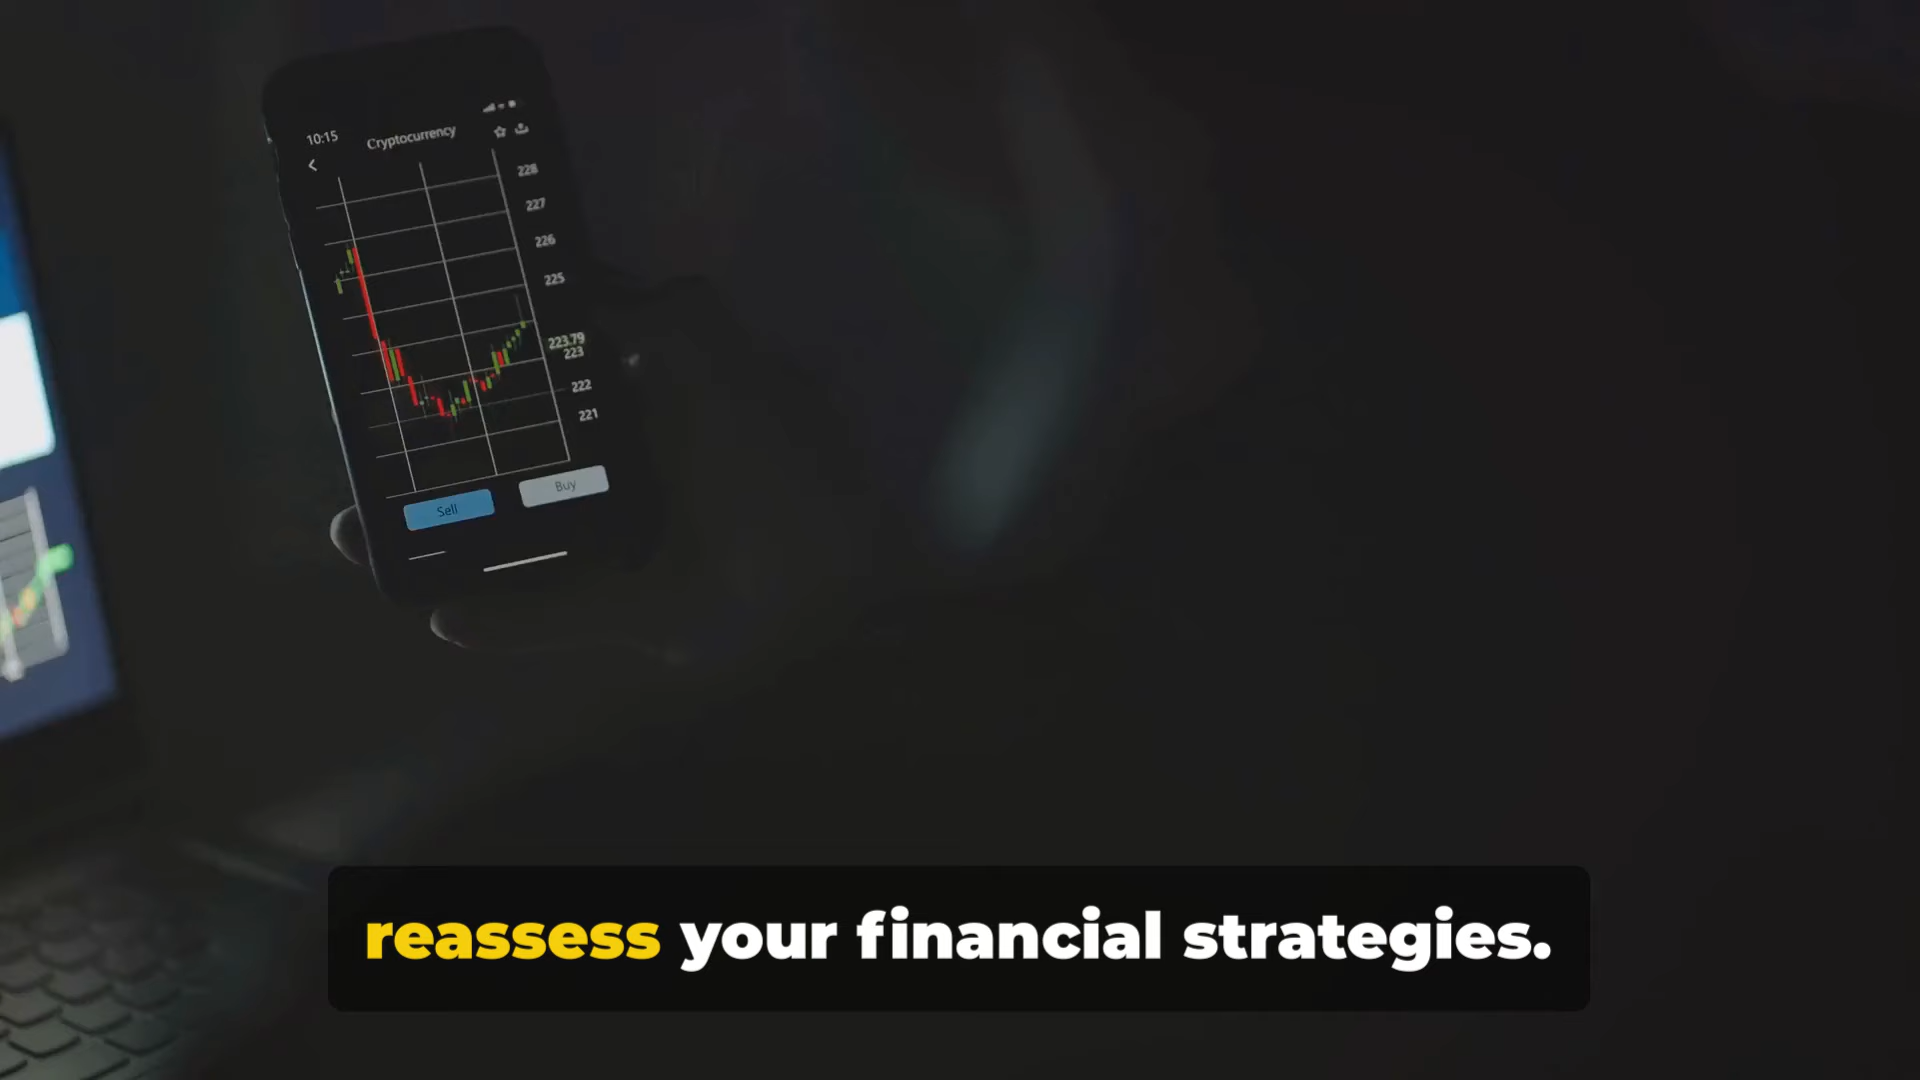 10:15
Cryptocurrency
228
227
226
225
223.79
223
222
221
Sell
Buy
reassess your financial strategies.